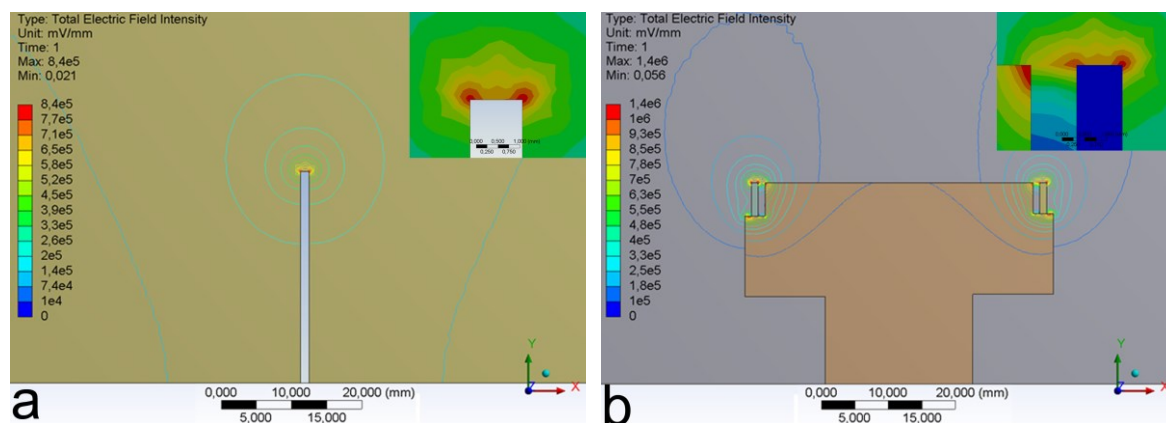 Type: Total Electric Field Intensity
Unit: mV/mm
Time: 1
Max: 8,4e5
Min: 0,021
8,4e5
7,7e5
7,1e5
6,5e5
5,8e5
5,2e5
4,5e5
3,9e5
3,3e5
2,6e5
2e5
1,4e5
7,4e4
1e4
0
0,000 0,500 1,000 (mm)
0,250 0,750
Y
Z X
0,000 10,000 20,000 (mm)
5,000 15,000
a
Type: Total Electric Field Intensity
Unit: mV/mm
Time: 1
Max: 1,4e6
Min: 0,056
1,4e6
1e6
9,3e5
8,5e5
7,8e5
7e5
6,3e5
5,5e5
4,8e5
4e5
3,3e5
2,5e5
1,8e5
1e5
0
0,000
Y
Z X
0,000 10,000 20,000 (mm)
5,000 15,000
b